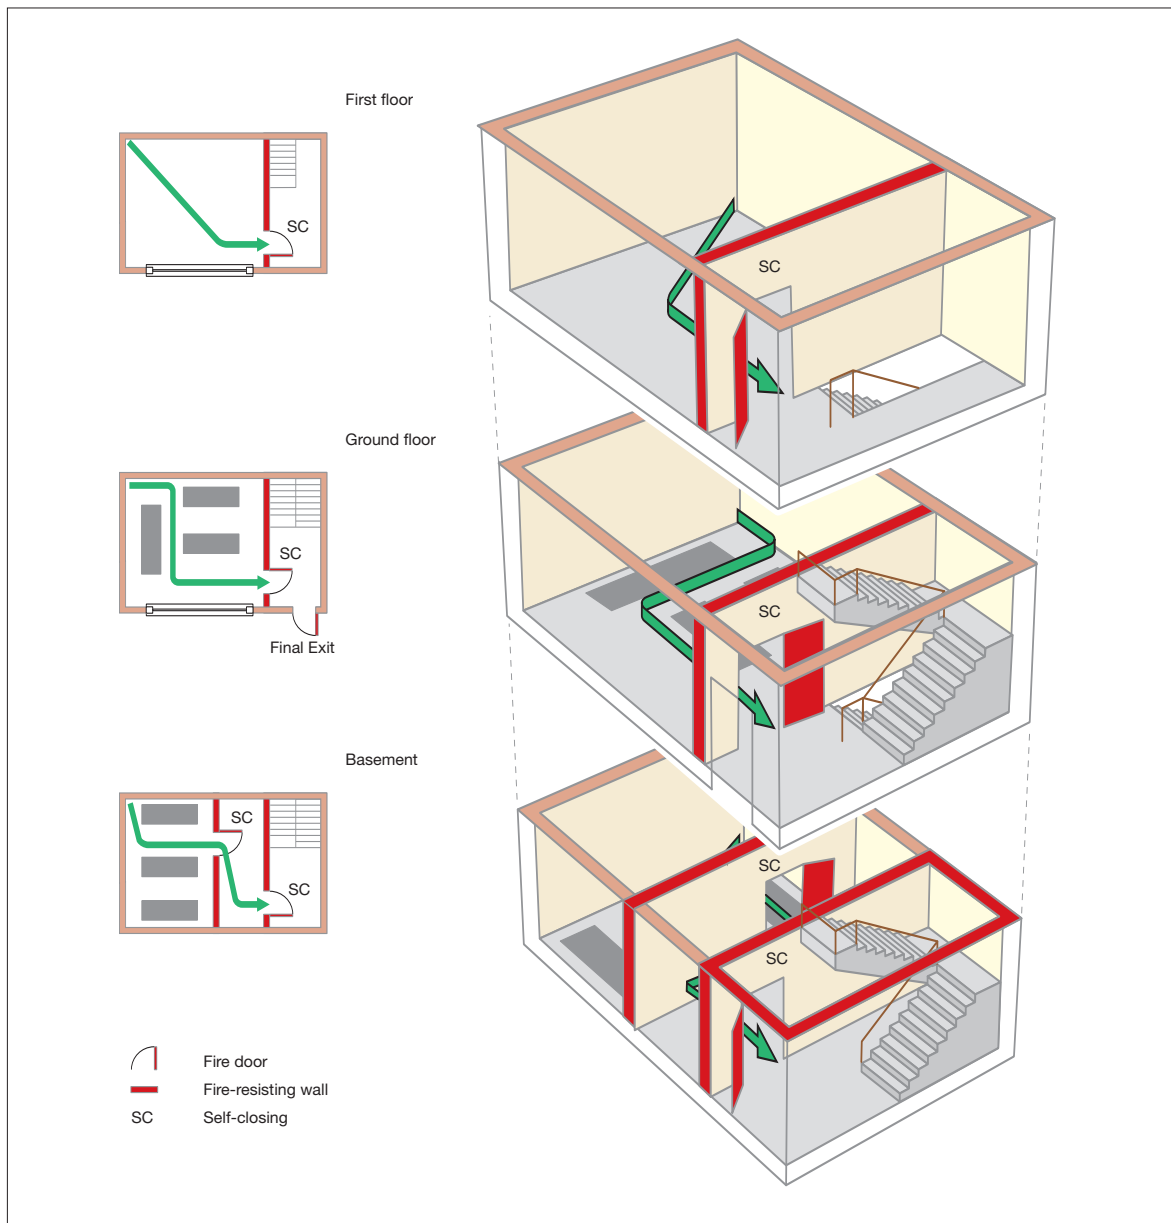 First floor
SC
SC
Ground floor
SC
SC
Final Exit
Basement
SC
SC
SC
SC
Fire door
Fire-resisting wall
SC Self-closing